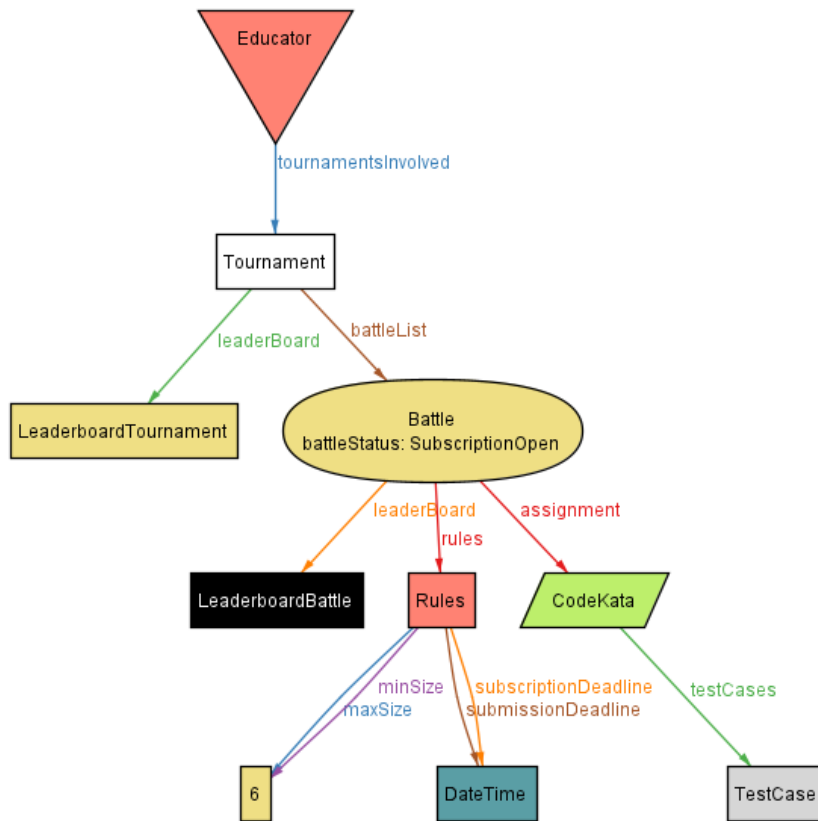 Educator
tournamentsInvolved
Tournament
leaderBoard
battleList
LeaderboardTournament
Battle
battleStatus: SubscriptionOpen
leaderBoard
assignment
rules
LeaderboardBattle
Rules
CodeKata
minSize
subscriptionDeadline
testCases
maxSize
submissionDeadline
6
DateTime
TestCase